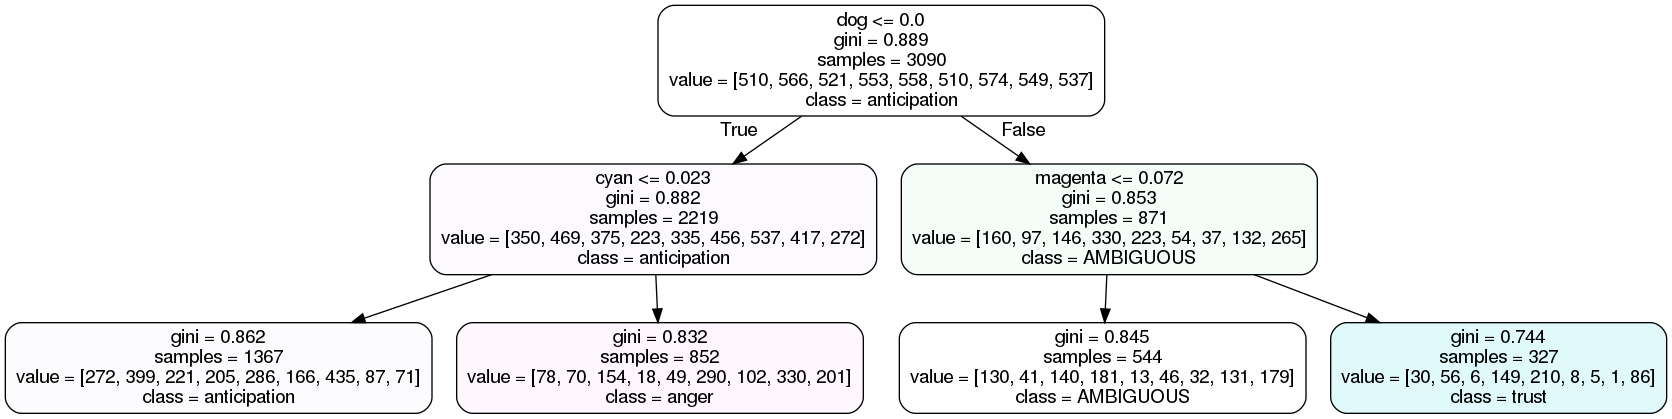 dog <= 0.0
gini = 0.889
samples = 3090
value = [510, 566, 521, 553, 558, 510, 574, 549, 537]
class = anticipation
True
False
cyan <= 0.023
gini = 0.882
samples = 2219
value = [350, 469, 375, 223, 335, 456, 537, 417, 272]
class = anticipation
magenta <= 0.072
gini = 0.853
samples = 871
value = [160, 97, 146, 330, 223, 54, 37, 132, 265]
class = AMBIGUOUS
gini = 0.862
samples = 1367
value = [272, 399, 221, 205, 286, 166, 435, 87, 71]
class = anticipation
gini = 0.832
samples = 852
value = [78, 70, 154, 18, 49, 290, 102, 330, 201]
class = anger
gini = 0.845
samples = 544
value = [130, 41, 140, 181, 13, 46, 32, 131, 179]
class = AMBIGUOUS
gini = 0.744
samples = 327
value = [30, 56, 6, 149, 210, 8, 5, 1, 86]
class = trust